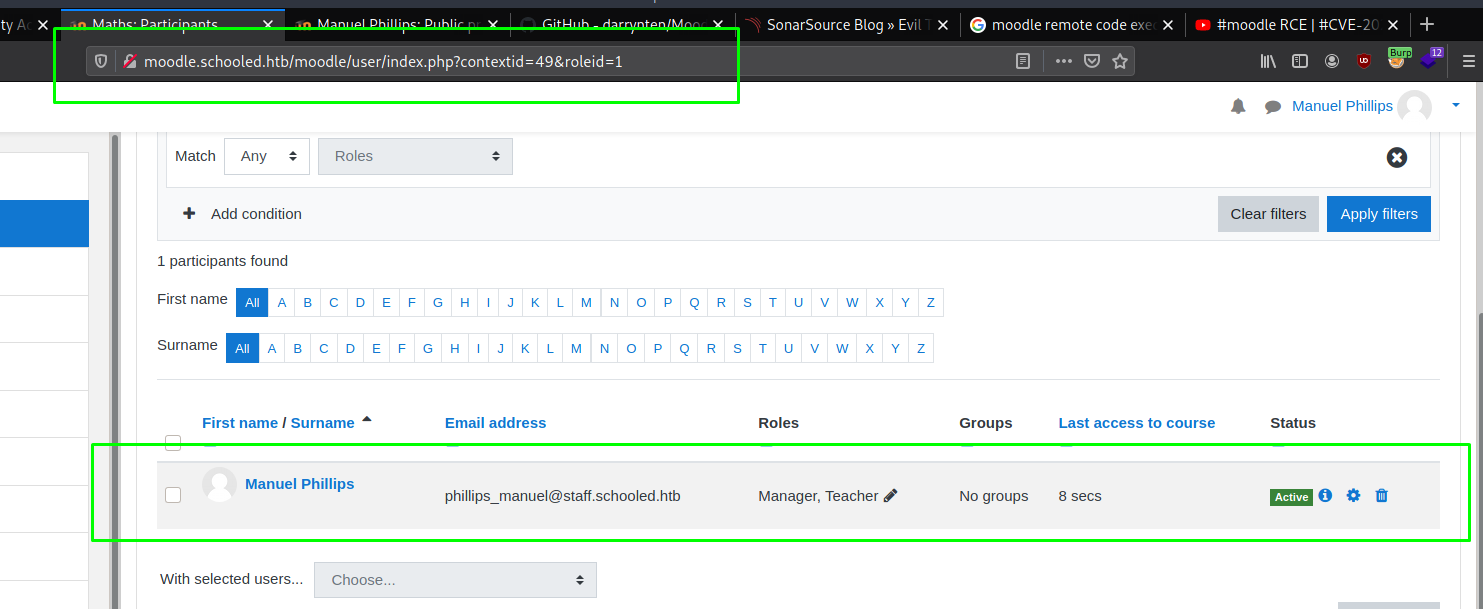 ty A
Maths: Participants
Manuel Phillips: Public pr
GitHub - darrynten/Mood
SonarSource Blog » Evil T
moodle remote code exec
#moodle RCE | #CVE-20
moodle.schooled.htb/moodle/user/index.php?contextid=49&roleid=1
UD
Burp
12
Manuel Phillips
Match Any Roles
Add condition
Clear filters Apply filters
1 participants found
First name All A B C D E F G H I J K L M N O P Q R S T U V W X Y Z
Surname All A B C D E F G H I J K L M N O P Q R S T U V W X Y Z
First name / Surname Email address Roles Groups Last access to course Status
Manuel Phillips phillips_manuel@staff.schooled.htb Manager, Teacher No groups 8 secs Active
With selected users... Choose...